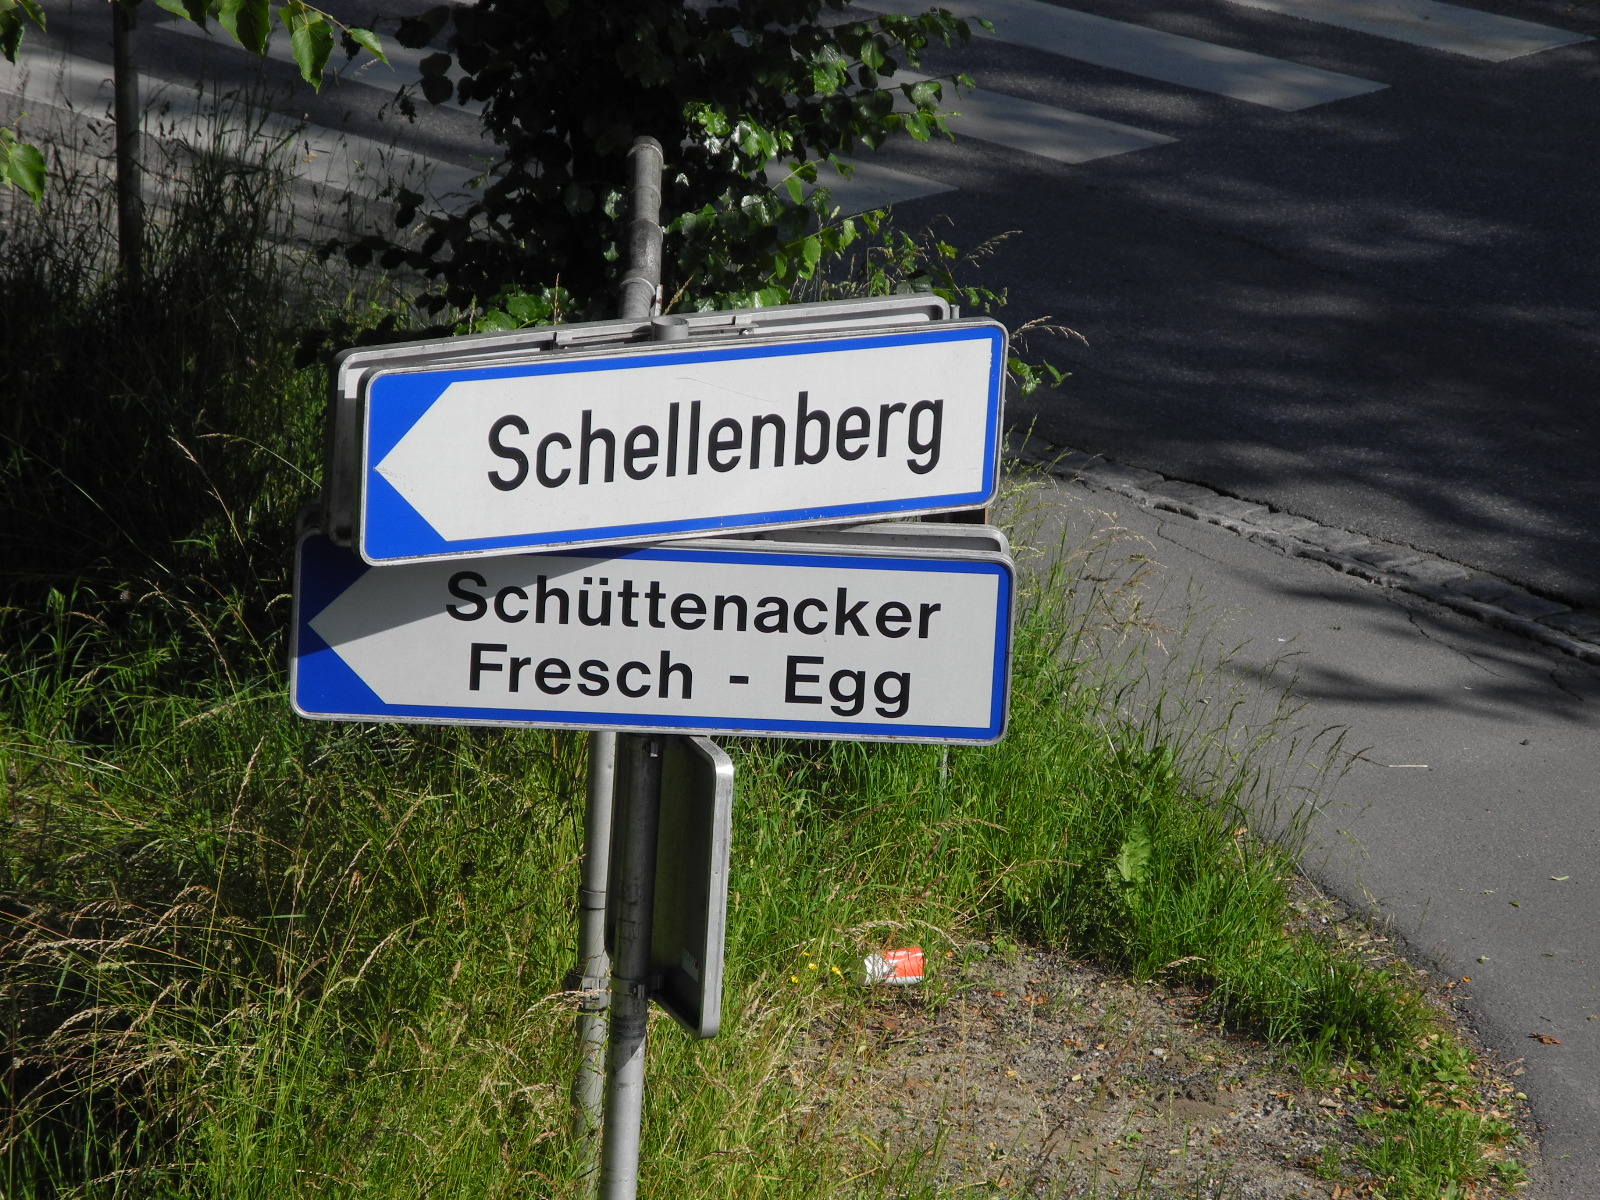 Schellenberg
Schüttenacker
Fresch - Egg